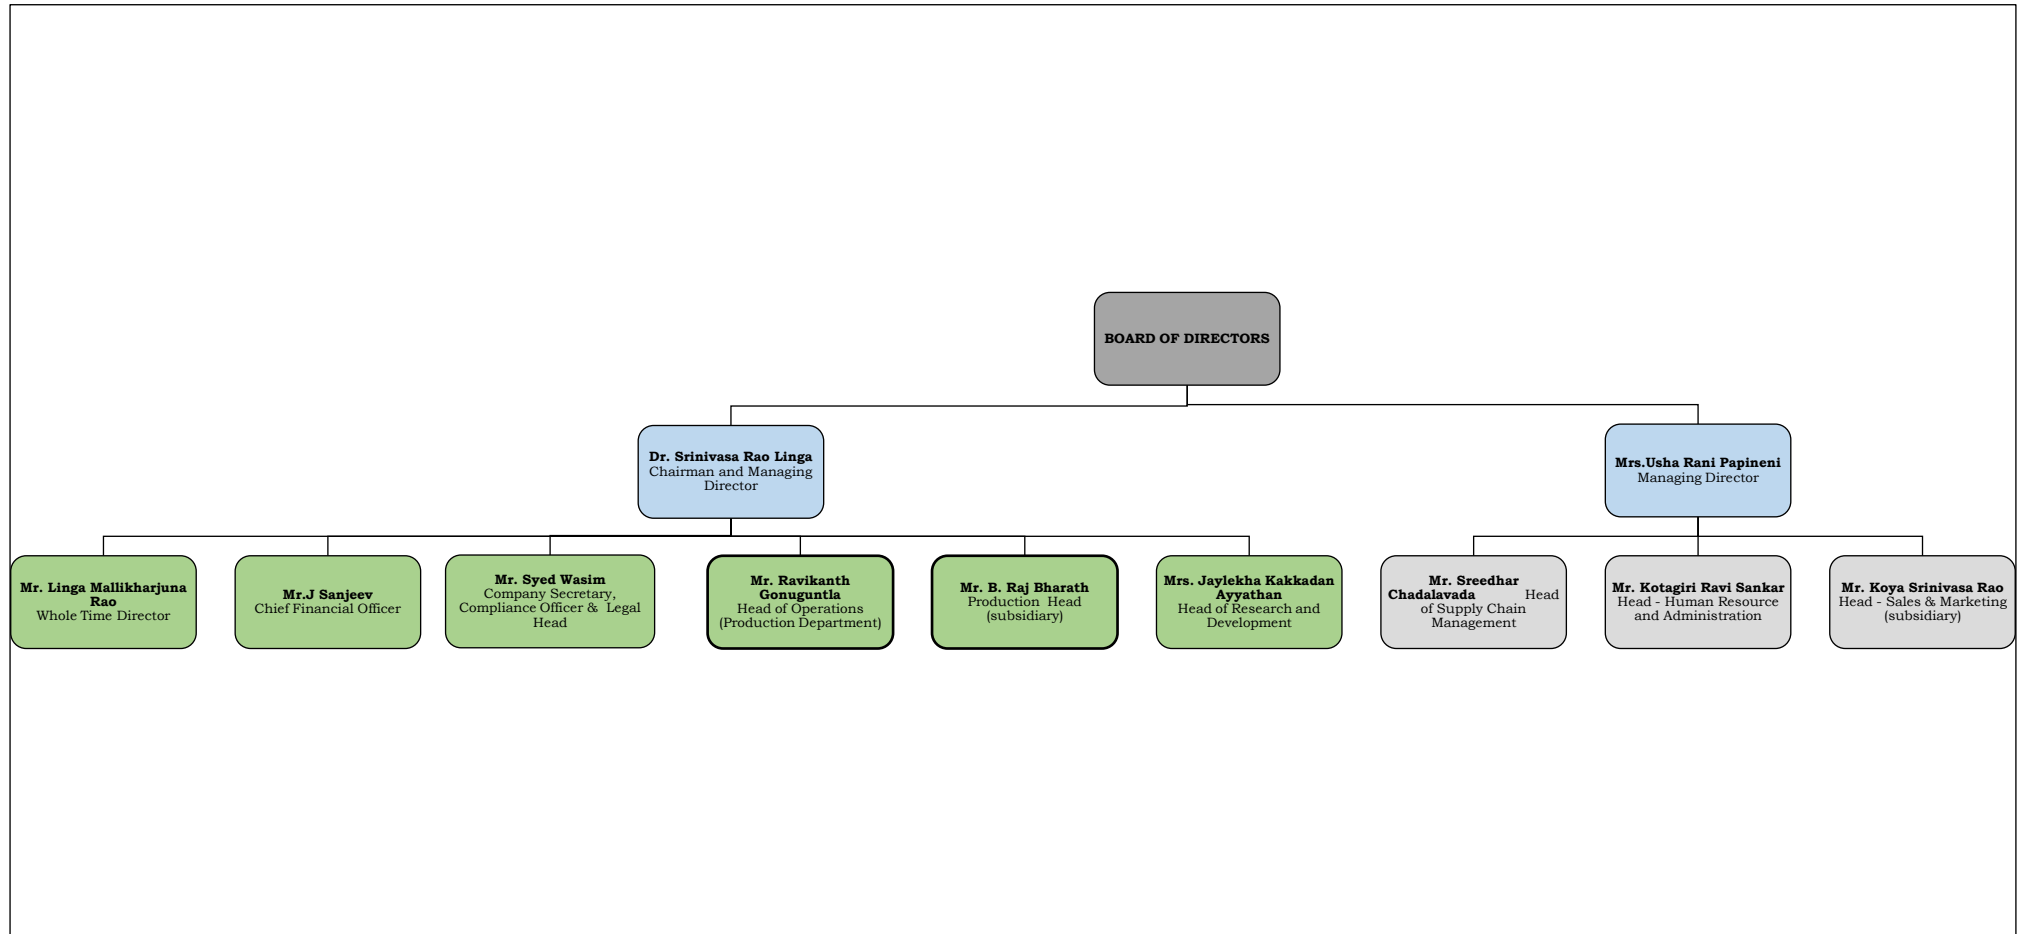 BOARD OF DIRECTORS
Dr. Srinivasa Rao Linga
Chairman and Managing
Director
Mrs.Usha Rani Papineni
Managing Director
Mr. Linga Mallikharjuna
Rao
Whole Time Director
Mr.J Sanjeev
Chief Financial Officer
Mr. Syed Wasim
Company Secretary,
Compliance Officer & Legal
Head
Mr. Ravikanth
Gonuguntla
Head of Operations
(Production Department)
Mr. B. Raj Bharath
Production Head
(subsidiary)
Mrs. Jaylekha Kakkadan
Ayyathan
Head of Research and
Development
Mr. Sreedhar
Chadalavada Head
of Supply Chain
Management
Mr. Kotagiri Ravi Sankar
Head - Human Resource
and Administration
Mr. Koya Srinivasa Rao
Head - Sales & Marketing
(subsidiary)